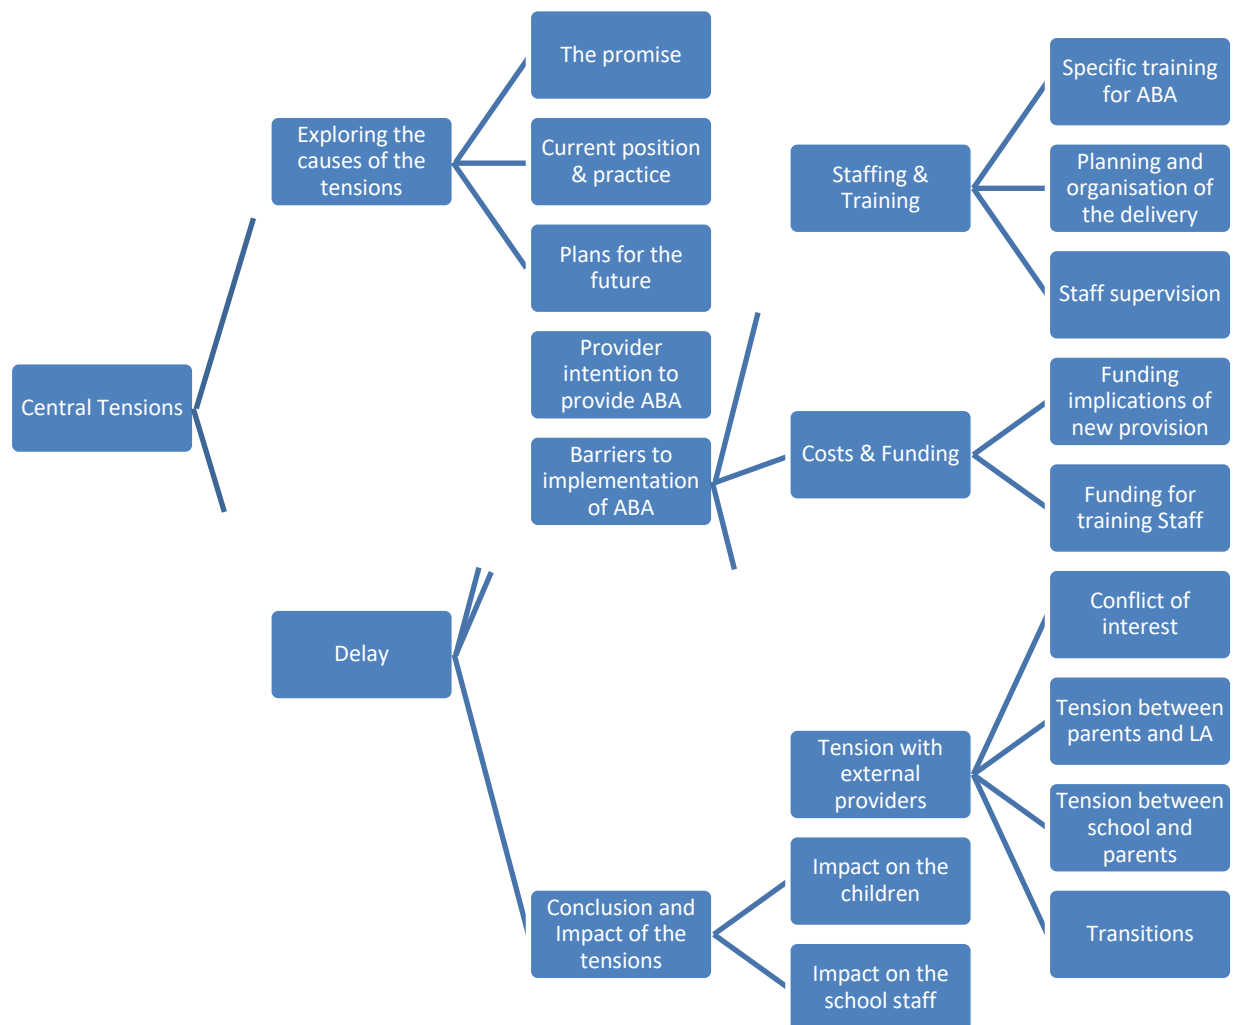 Central Tensions
Exploring the
causes of the
tensions
Delay
The promise
Current position
& practice
Plans for the
future
Provider
intention to
provide ABA
Barriers to
implementation
of ABA
Conclusion and
Impact of the
tensions
Staffing &
Training
Costs & Funding
Tension with
external
providers
Impact on the
children
Impact on the
school staff
Specific training
for ABA
Planning and
organisation of
the delivery
Staff supervision
Funding
implications of
new provision
Funding for
training Staff
Conflict of
interest
Tension between
parents and LA
Tension between
school and
parents
Transitions